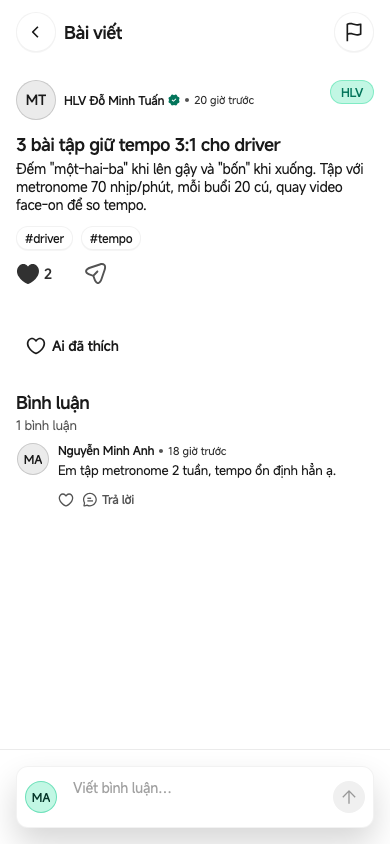 Bài viết
MT
HLV Đỗ Minh Tuấn • 20 giờ trước
HLV
3 bài tập giữ tempo 3:1 cho driver
Đếm "một-hai-ba" khi lên gậy và "bốn" khi xuống. Tập với
metronome 70 nhịp/phút, mỗi buổi 20 cú, quay video
face-on để so tempo.
#driver #tempo
2
Ai đã thích
Bình luận
1 bình luận
MA
Nguyễn Minh Anh • 18 giờ trước
Em tập metronome 2 tuần, tempo ổn định hẳn ạ.
Trả lời
MA
Viết bình luận...